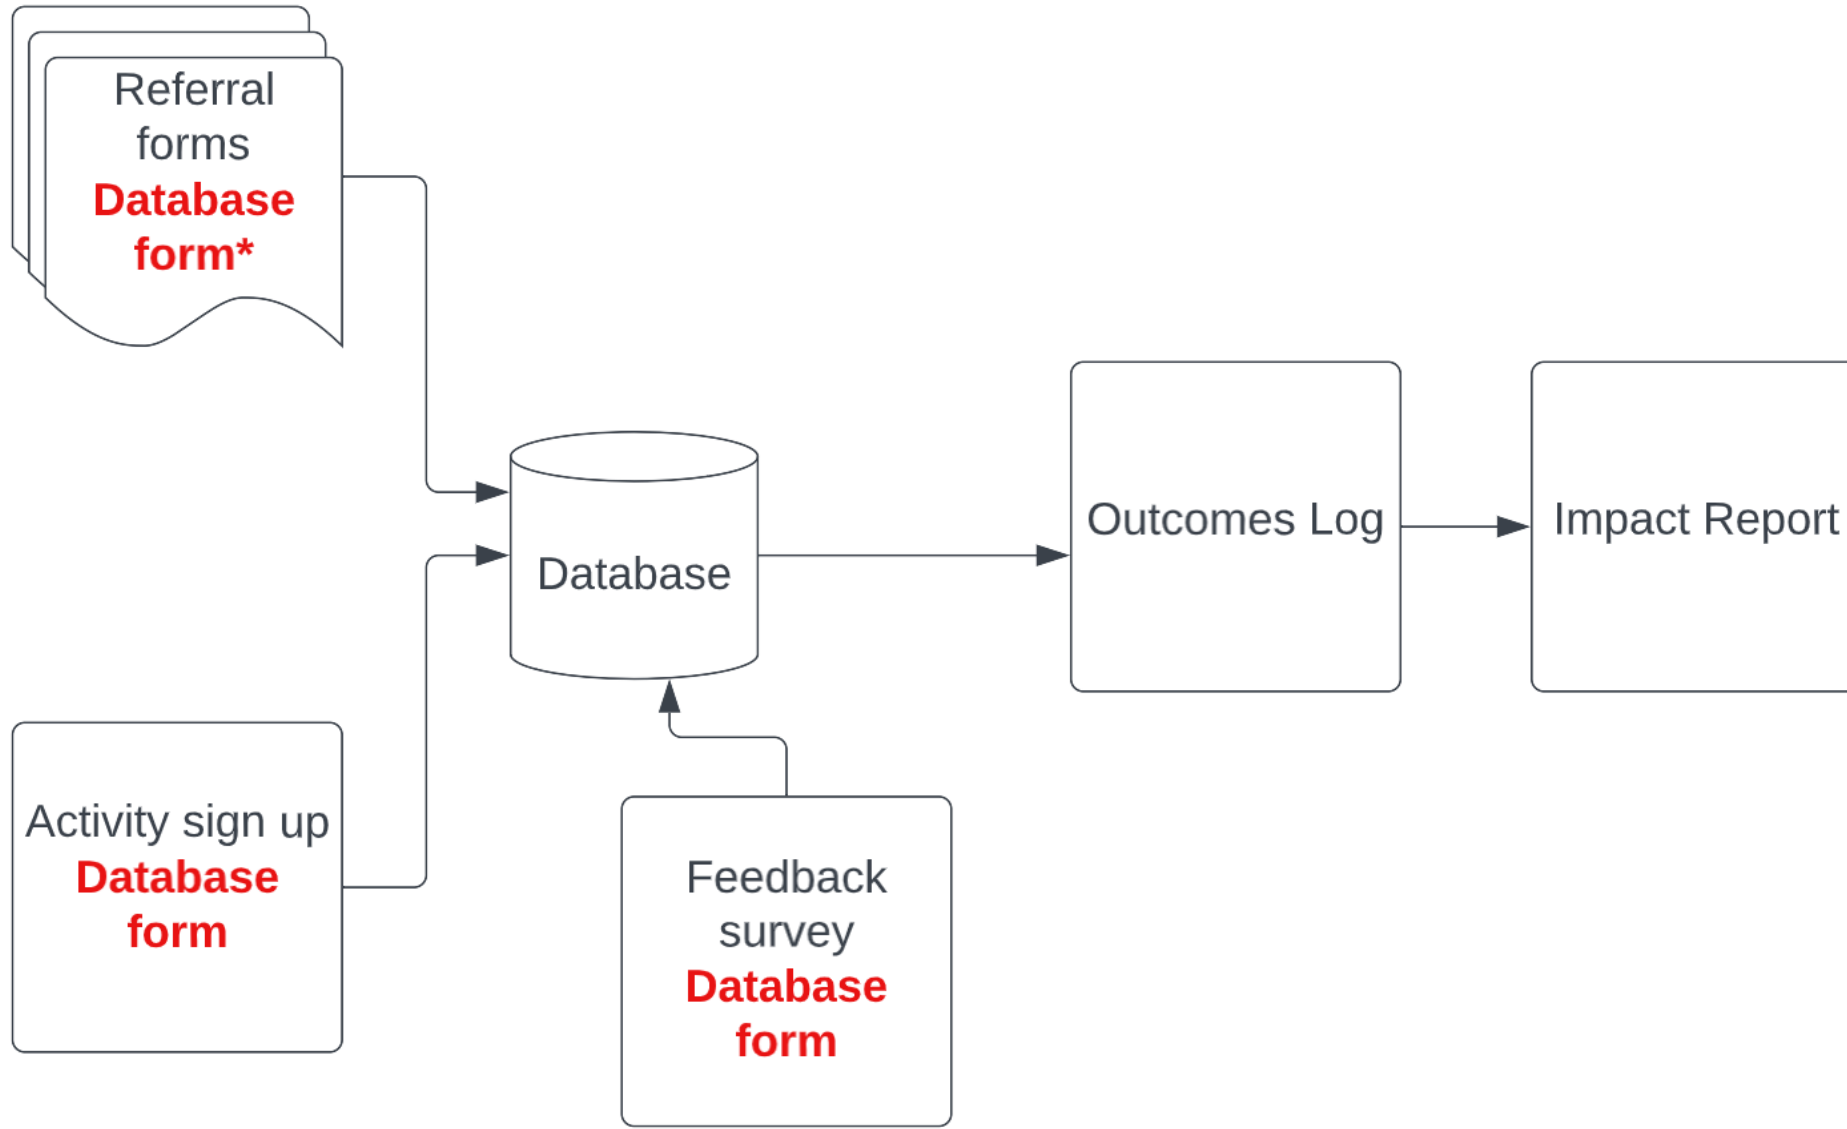 Referral
forms
Database
form*
Database
Outcomes Log
Impact Report
Activity sign up
Database
form
Feedback
survey
Database
form